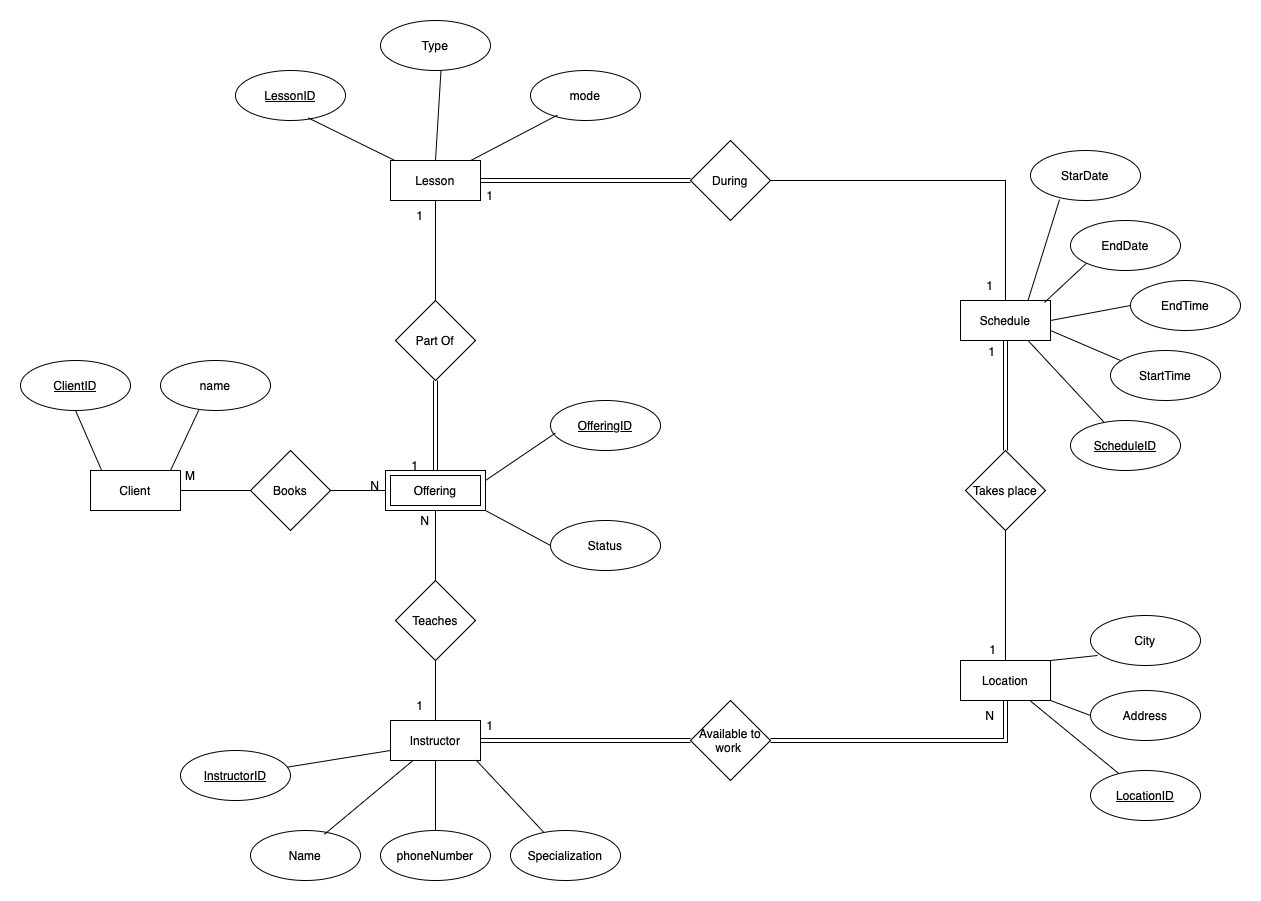 Type
LessonID
mode
Lesson
During
StarDate
1
1
EndDate
1
EndTime
Schedule
Part Of
1
StartTime
ClientID
name
OfferingID
ScheduleID
1
M
N
Client
Books
Offering
Takes place
N
Status
Teaches
City
1
Location
1
1
N
Address
Instructor
Available to
work
InstructorID
LocationID
Name
phoneNumber
Specialization